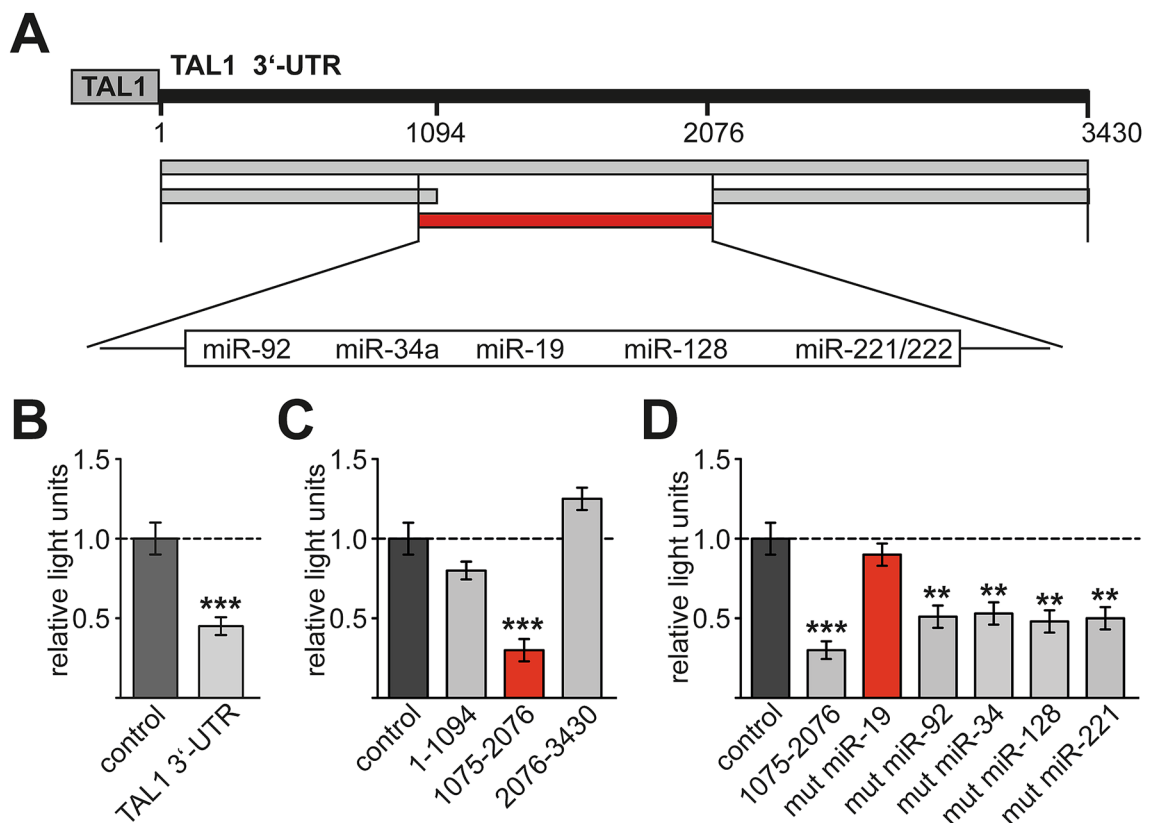 A
TAL1 3‘-UTR
TAL1
1 1094 2076 3430
miR-92 miR-34a miR-19 miR-128 miR-221/222
B
relative light units
1.5
1.0
0.5
***
control
TAL1 3‘-UTR
C
relative light units
1.5
1.0
0.5
***
control
1-1094
1075-2076
2076-3430
D
relative light units
1.5
1.0
0.5
*** ** ** ** **
control
1075-2076
mut miR-19
mut miR-92
mut miR-34
mut miR-128
mut miR-221